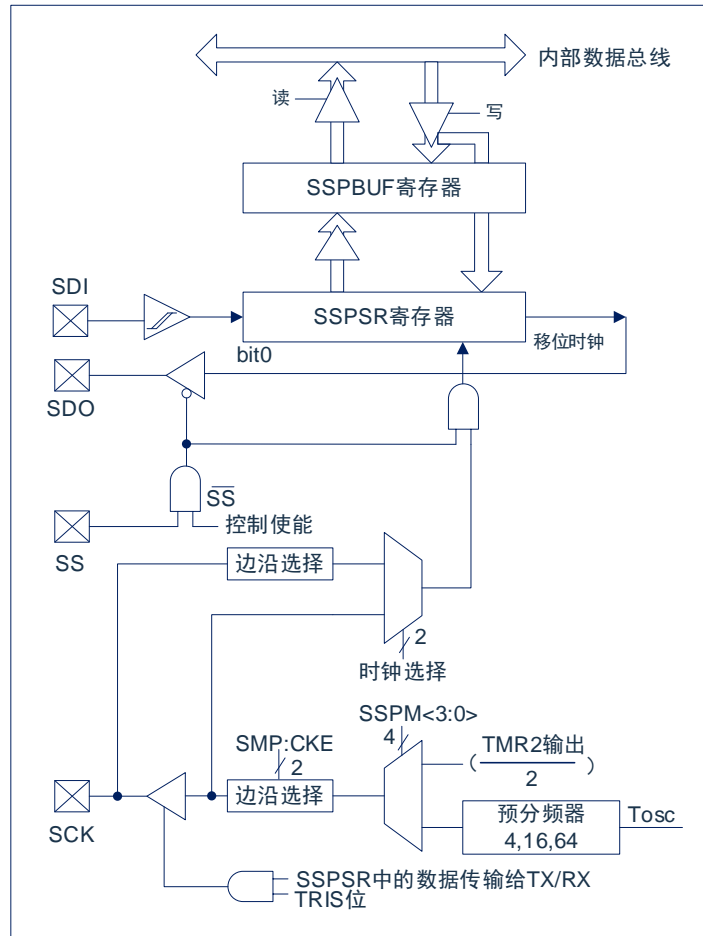 内部数据总线
读
写
SSPBUF寄存器
SDI
SSPSR寄存器
bit0
移位时钟
SDO
SS
控制使能
SS
边沿选择
2
时钟选择
SSPM<3:0>
4
SMP:CKE
2
(TMR2输出
2
)
边沿选择
SCK
预分频器
4,16,64
Tosc
SSPSR中的数据传输给TX/RX
TRIS位